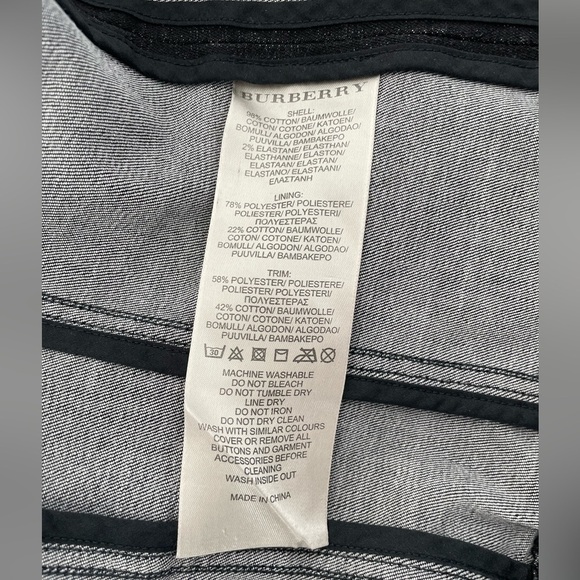 BURBERRY
SHELL:
98% COTTON/ BAUMWOLLE/
COTON/ COTONE/ KATOEN/
BOMULL/ ALGODON/ ALGODAO/
PUUVILLA/ ΒΑΜΒΑΚΕΡΟ
2% ELASTANE/ ELASTHAN/
ELASTHANNE/ ELASTON/
ELASTAAN/ ELASTAN/
ELASTANO/ ELASTAANI/
ΕΛΑΣΤΑΝΗ
LINING:
78% POLYESTER/ POLIESTERE/
POLIESTER/ POLYESTERI/
ΠΟΛΥΕΣΤΕΡΑΣ
22% COTTON/ BAUMWOLLE/
COTON/ COTONE/ KATOEN/
BOMULL/ ALGODON/ ALGODAO/
PUUVILLA/ ΒΑΜΒΑΚΕΡΟ
TRIM:
58% POLYESTER/ POLIESTERE/
POLIESTER/ POLYESTERI/
ΠΟΛΥΕΣΤΕΡΑΣ
42% COTTON/ BAUMWOLLE/
COTON/ COTONE/ KATOEN/
BOMULL/ ALGODON/ ALGODAO/
PUUVILLA/ ΒΑΜΒΑΚΕΡΟ
30
MACHINE WASHABLE
DO NOT BLEACH
DO NOT TUMBLE DRY
LINE DRY
DO NOT IRON
DO NOT DRY CLEAN
WASH WITH SIMILAR COLOURS
COVER OR REMOVE ALL
BUTTONS AND GARMENT
ACCESSORIES BEFORE
CLEANING
WASH INSIDE OUT
MADE IN CHINA